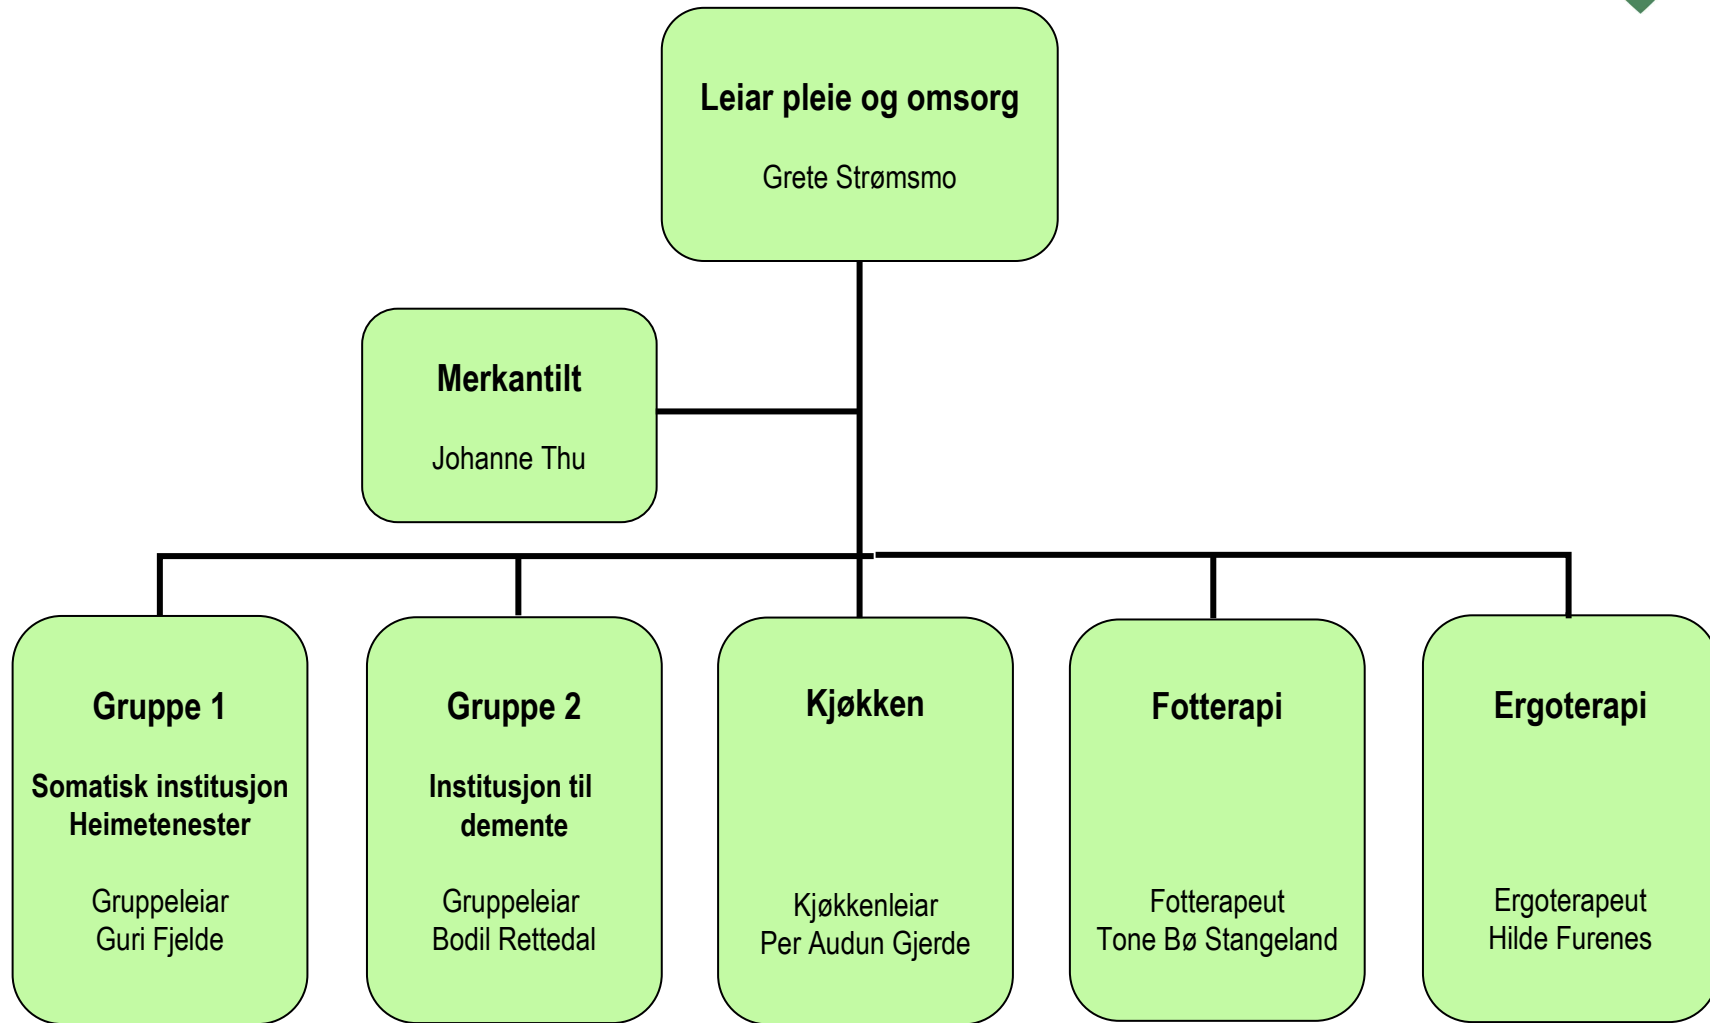 Leiar pleie og omsorg
Grete Strømsmo
Merkantilt
Johanne Thu
Gruppe 1
Somatisk institusjon
Heimetenester
Gruppeleiar
Guri Fjelde
Gruppe 2
Institusjon til
demente
Gruppeleiar
Bodil Rettedal
Kjøkken
Kjøkkenleiar
Per Audun Gjerde
Fotterapi
Fotterapeut
Tone Bø Stangeland
Ergoterapi
Ergoterapeut
Hilde Furenes